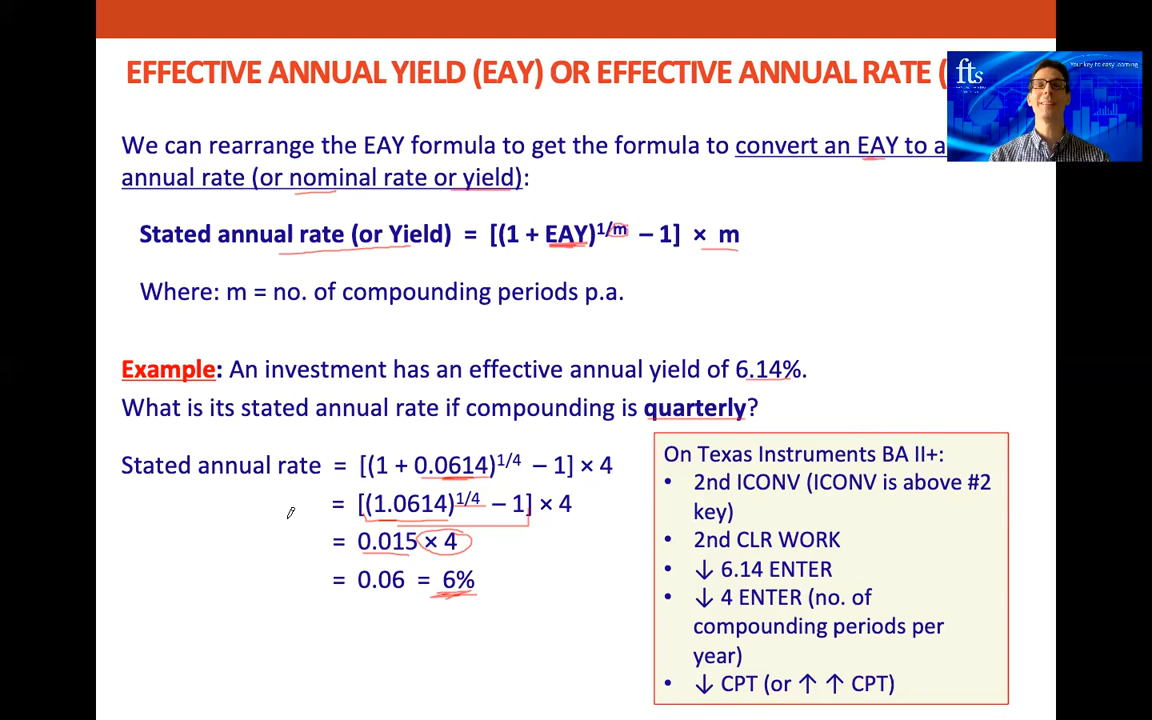 EFFECTIVE ANNUAL YIELD (EAY) OR EFFECTIVE ANNUAL RATE (
fts
Your key to easy learning
We can rearrange the EAY formula to get the formula to convert an EAY to a
annual rate (or nominal rate or yield):
Stated annual rate (or Yield) = [(1 + EAY)^1/m – 1] × m
Where: m = no. of compounding periods p.a.
Example: An investment has an effective annual yield of 6.14%.
What is its stated annual rate if compounding is quarterly?
Stated annual rate = [(1 + 0.0614)^1/4 – 1] × 4
= [(1.0614)^1/4 – 1] × 4
= 0.015 × 4
= 0.06 = 6%
On Texas Instruments BA II+:
• 2nd ICONV (ICONV is above #2
key)
• 2nd CLR WORK
• ↓ 6.14 ENTER
• ↓ 4 ENTER (no. of
compounding periods per
year)
• ↓ CPT (or ↑ ↑ CPT)